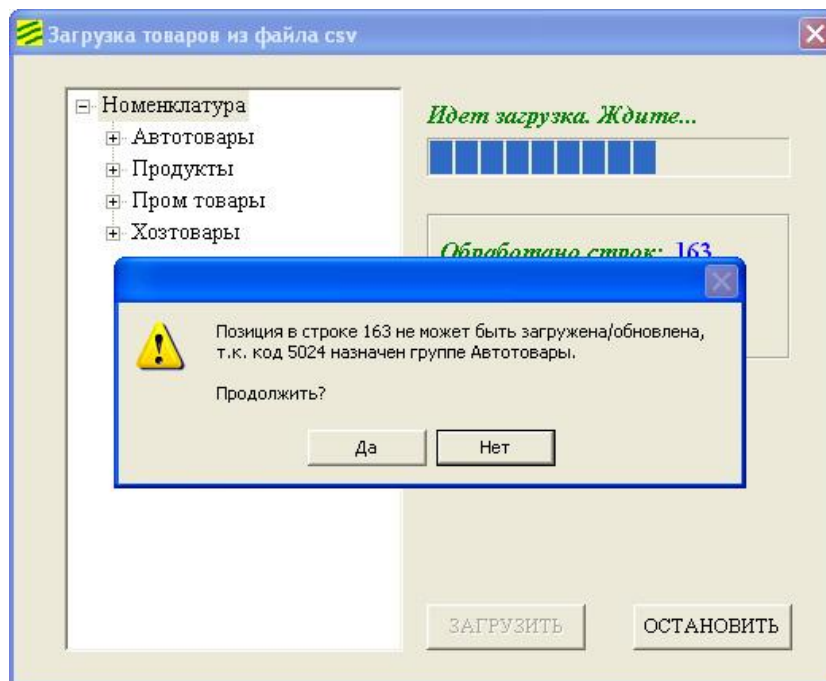 Загрузка товаров из файла csv
Номенклатура
Автотовары
Продукты
Пром товары
Хозтовары
Идет загрузка. Ждите...
Обработано строк: 163
Позиция в строке 163 не может быть загружена/обновлена,
т.к. код 5024 назначен группе Автотовары.
Продолжить?
Да
Нет
ЗАГРУЗИТЬ
ОСТАНОВИТЬ